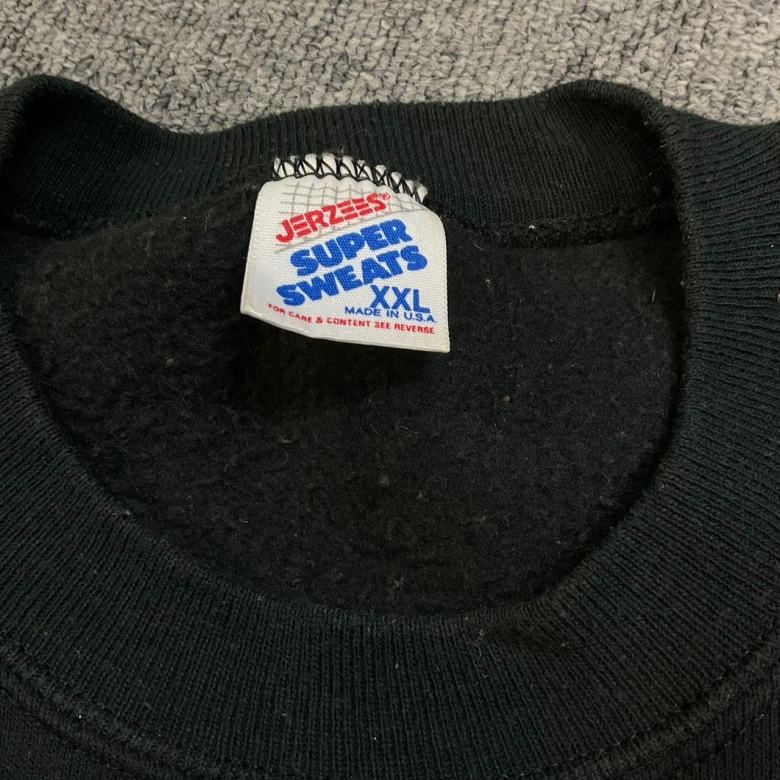 JERZEES®
SUPER
SWEATS
XXL
MADE IN U.S.A.
FOR CARE & CONTENT SEE REVERSE